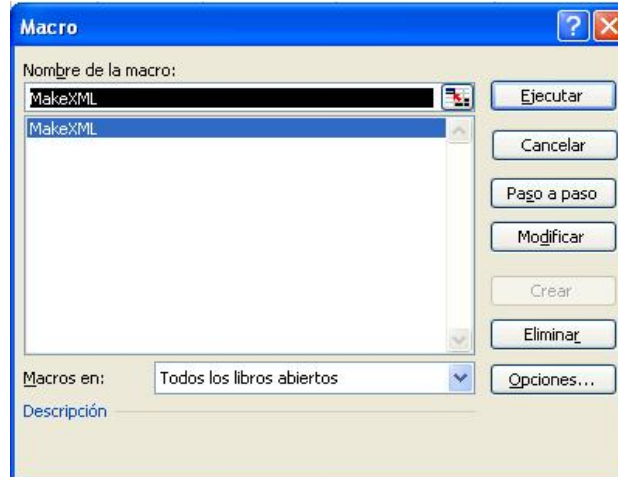 Macro
Nombre de la macro:
MakeXML
MakeXML
Ejecutar
Cancelar
Paso a paso
Modificar
Crear
Eliminar
Macros en:
Todos los libros abiertos
Opciones...
Descripción